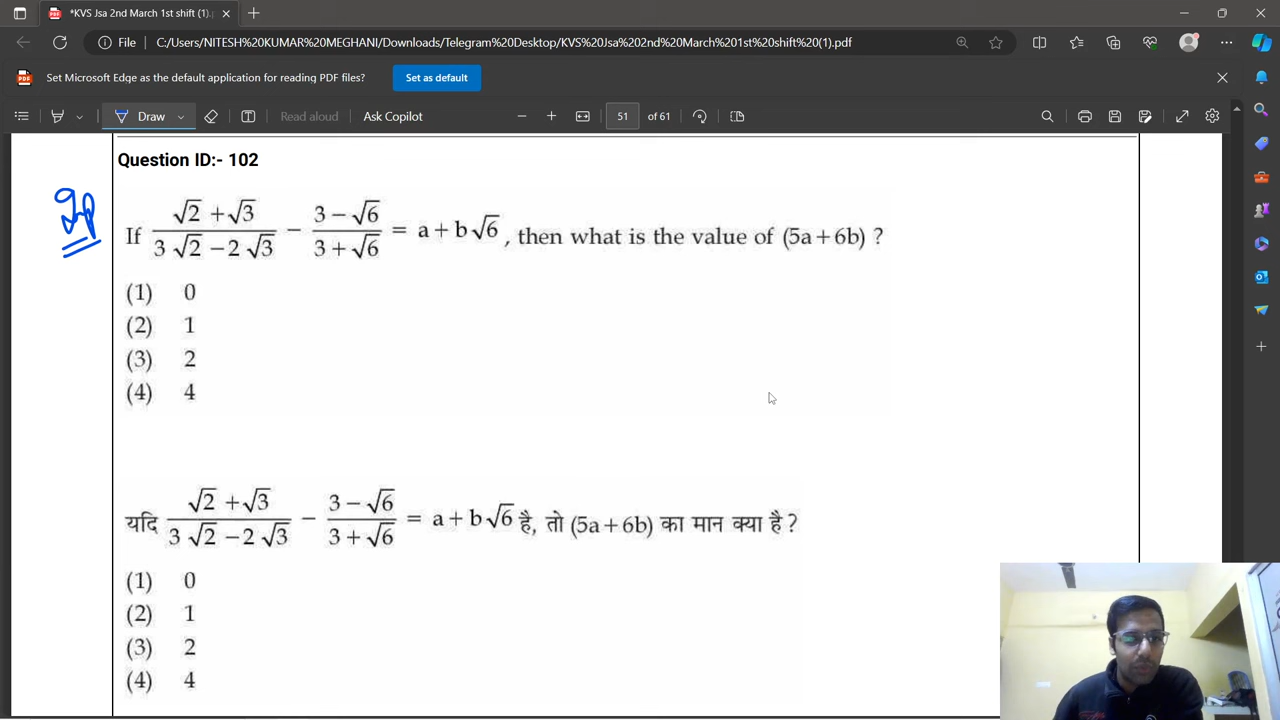 *KVS Jsa 2nd March 1st shift (1).p
File C:/Users/NITESH%20KUMAR%20MEGHANI/Downloads/Telegram%20Desktop/KVS%20Jsa%202nd%20March%201st%20shift%20(1).pdf
Set Microsoft Edge as the default application for reading PDF files? Set as default
Draw Read aloud Ask Copilot 51 of 61
Question ID:- 102
Imp
If (√2 + √3)/(3√2 − 2√3) − (3 − √6)/(3 + √6) = a + b√6, then what is the value of (5a + 6b) ?
(1) 0
(2) 1
(3) 2
(4) 4
यदि (√2 + √3)/(3√2 − 2√3) − (3 − √6)/(3 + √6) = a + b√6 है, तो (5a + 6b) का मान क्या है ?
(1) 0
(2) 1
(3) 2
(4) 4